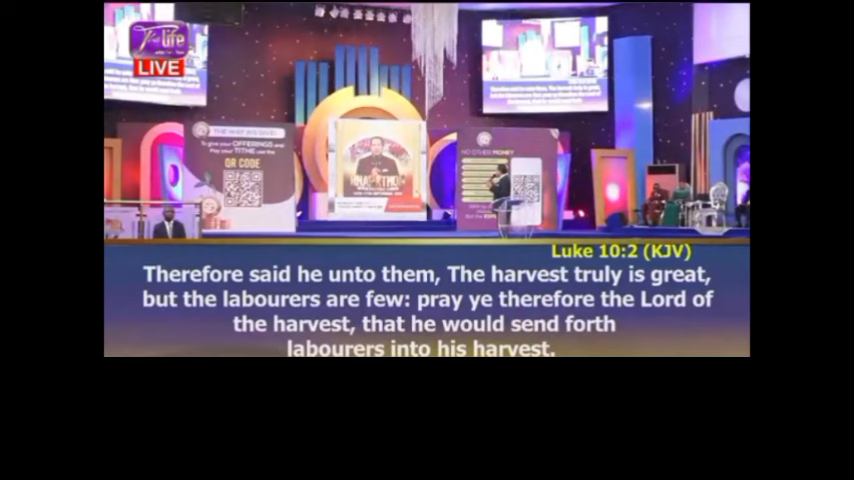 The Life
LIVE
THE WAY WE GIVE!
To give your OFFERINGS and
Pay your TITHE use the
QR CODE
NO OTHER MONEY
Luke 10:2 (KJV)
Therefore said he unto them, The harvest truly is great,
but the labourers are few: pray ye therefore the Lord of
the harvest, that he would send forth
labourers into his harvest.